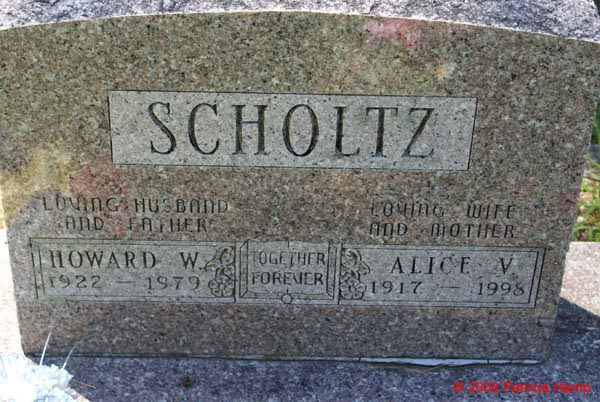 SCHOLTZ
LOVING HUSBAND
AND FATHER
HOWARD W.
1922 — 1979
TOGETHER
FOREVER
LOVING WIFE
AND MOTHER
ALICE V.
1917 — 1998
© 2008 Patricia Hamp